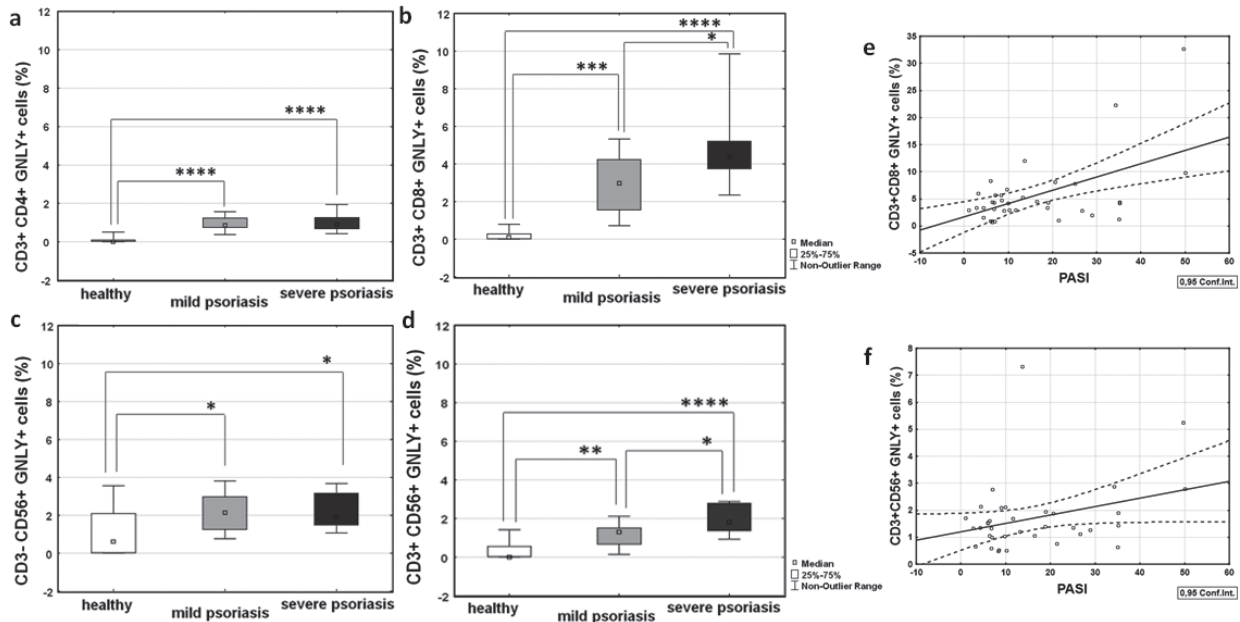 a
CD3+ CD4+ GNLY+ cells (%)
12
10
8
6
4
2
0
-2
****
****
healthy
mild psoriasis
severe psoriasis
b
CD3+ CD8+ GNLY+ cells (%)
12
10
8
6
4
2
0
-2
****
*
***
healthy
mild psoriasis
severe psoriasis
Median
25%-75%
Non-Outlier Range
e
CD3+CD8+ GNLY+ cells (%)
35
30
25
20
15
10
5
0
-5
-10 0 10 20 30 40 50 60
PASI
0,95 Conf.Int.
c
CD3- CD56+ GNLY+ cells (%)
12
10
8
6
4
2
0
-2
*
*
healthy
mild psoriasis
severe psoriasis
d
CD3+ CD56+ GNLY+ cells (%)
12
10
8
6
4
2
0
-2
****
**
*
healthy
mild psoriasis
severe psoriasis
Median
25%-75%
Non-Outlier Range
f
CD3+CD56+ GNLY+ cells (%)
8
7
6
5
4
3
2
1
0
-10 0 10 20 30 40 50 60
PASI
0,95 Conf.Int.